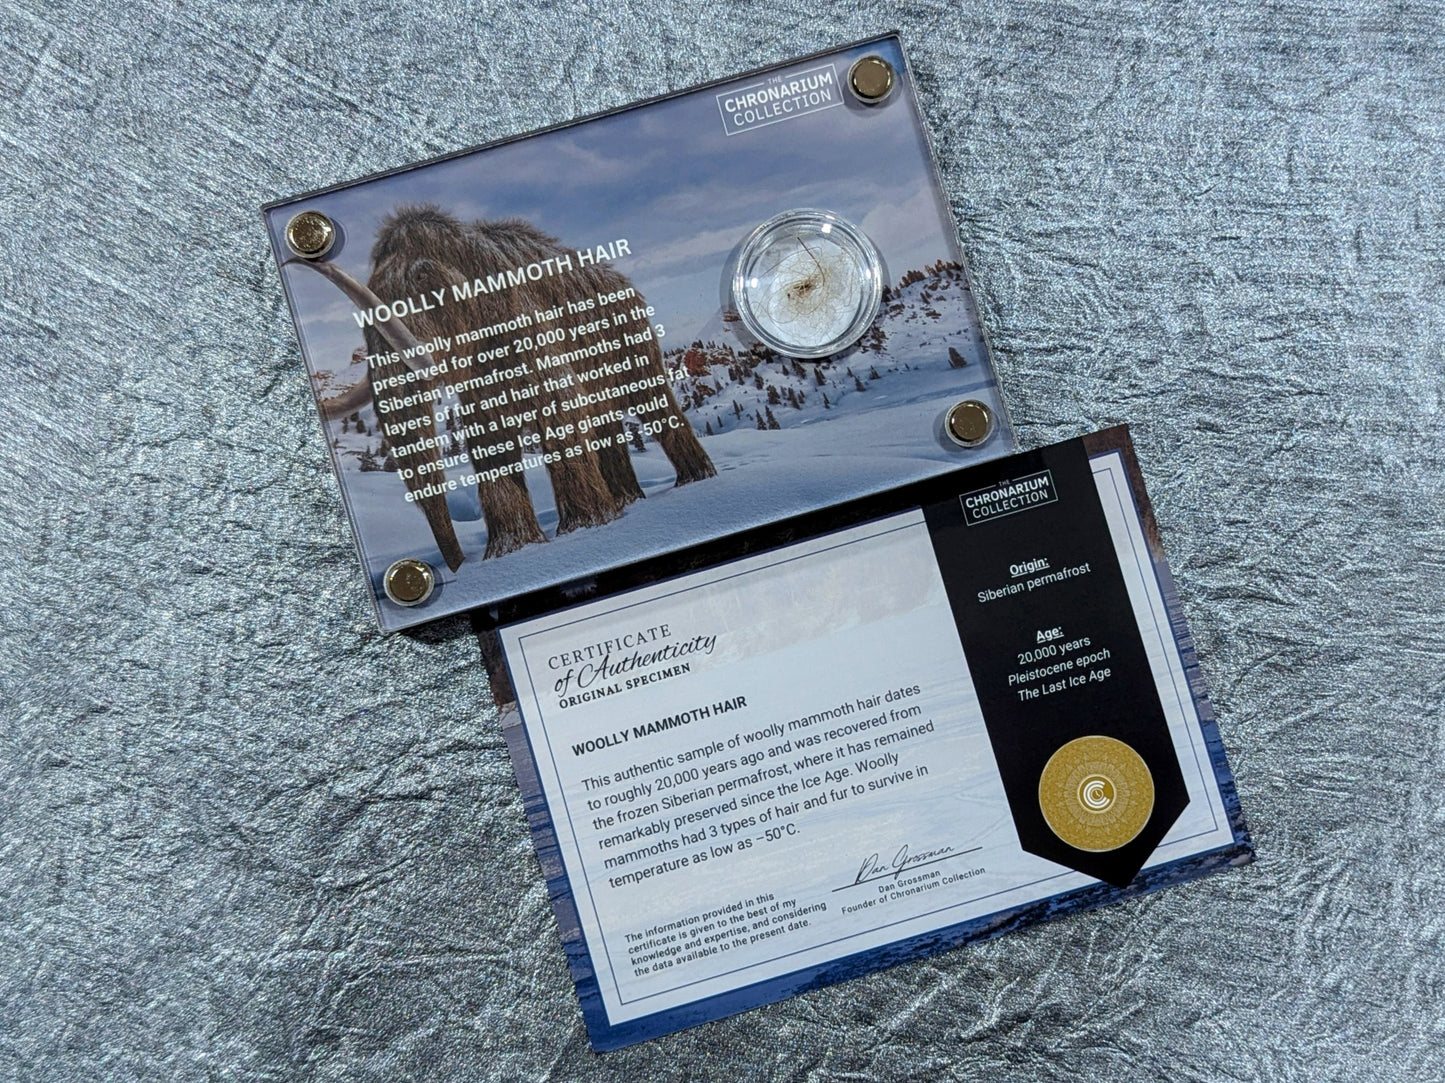 THE
CHRONARIUM
COLLECTION
WOOLLY MAMMOTH HAIR
This woolly mammoth hair has been
preserved for over 20,000 years in the
Siberian permafrost. Mammoths had 3
layers of fur and hair that worked in
tandem with a layer of subcutaneous fat
to ensure these Ice Age giants could
endure temperatures as low as -50°C.
THE
CHRONARIUM
COLLECTION
Origin:
Siberian permafrost
Age:
20,000 years
Pleistocene epoch
The Last Ice Age
CERTIFICATE
of Authenticity
ORIGINAL SPECIMEN
WOOLLY MAMMOTH HAIR
This authentic sample of woolly mammoth hair dates
to roughly 20,000 years ago and was recovered from
the frozen Siberian permafrost, where it has remained
remarkably preserved since the Ice Age. Woolly
mammoths had 3 types of hair and fur to survive in
temperature as low as –50°C.
The information provided in this
certificate is given to the best of my
knowledge and expertise, and considering
the data available to the present date.
Dan Grossman
Dan Grossman
Founder of Chronarium Collection